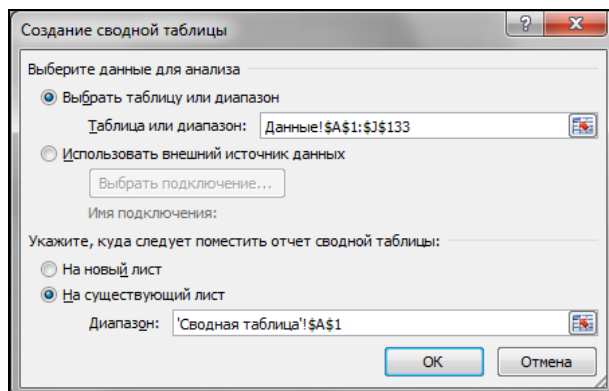 Создание сводной таблицы
Выберите данные для анализа
Выбрать таблицу или диапазон
Таблица или диапазон: Данные!$A$1:$J$133
Использовать внешний источник данных
Выбрать подключение...
Имя подключения:
Укажите, куда следует поместить отчет сводной таблицы:
На новый лист
На существующий лист
Диапазон: 'Сводная таблица'!$A$1
ОК Отмена